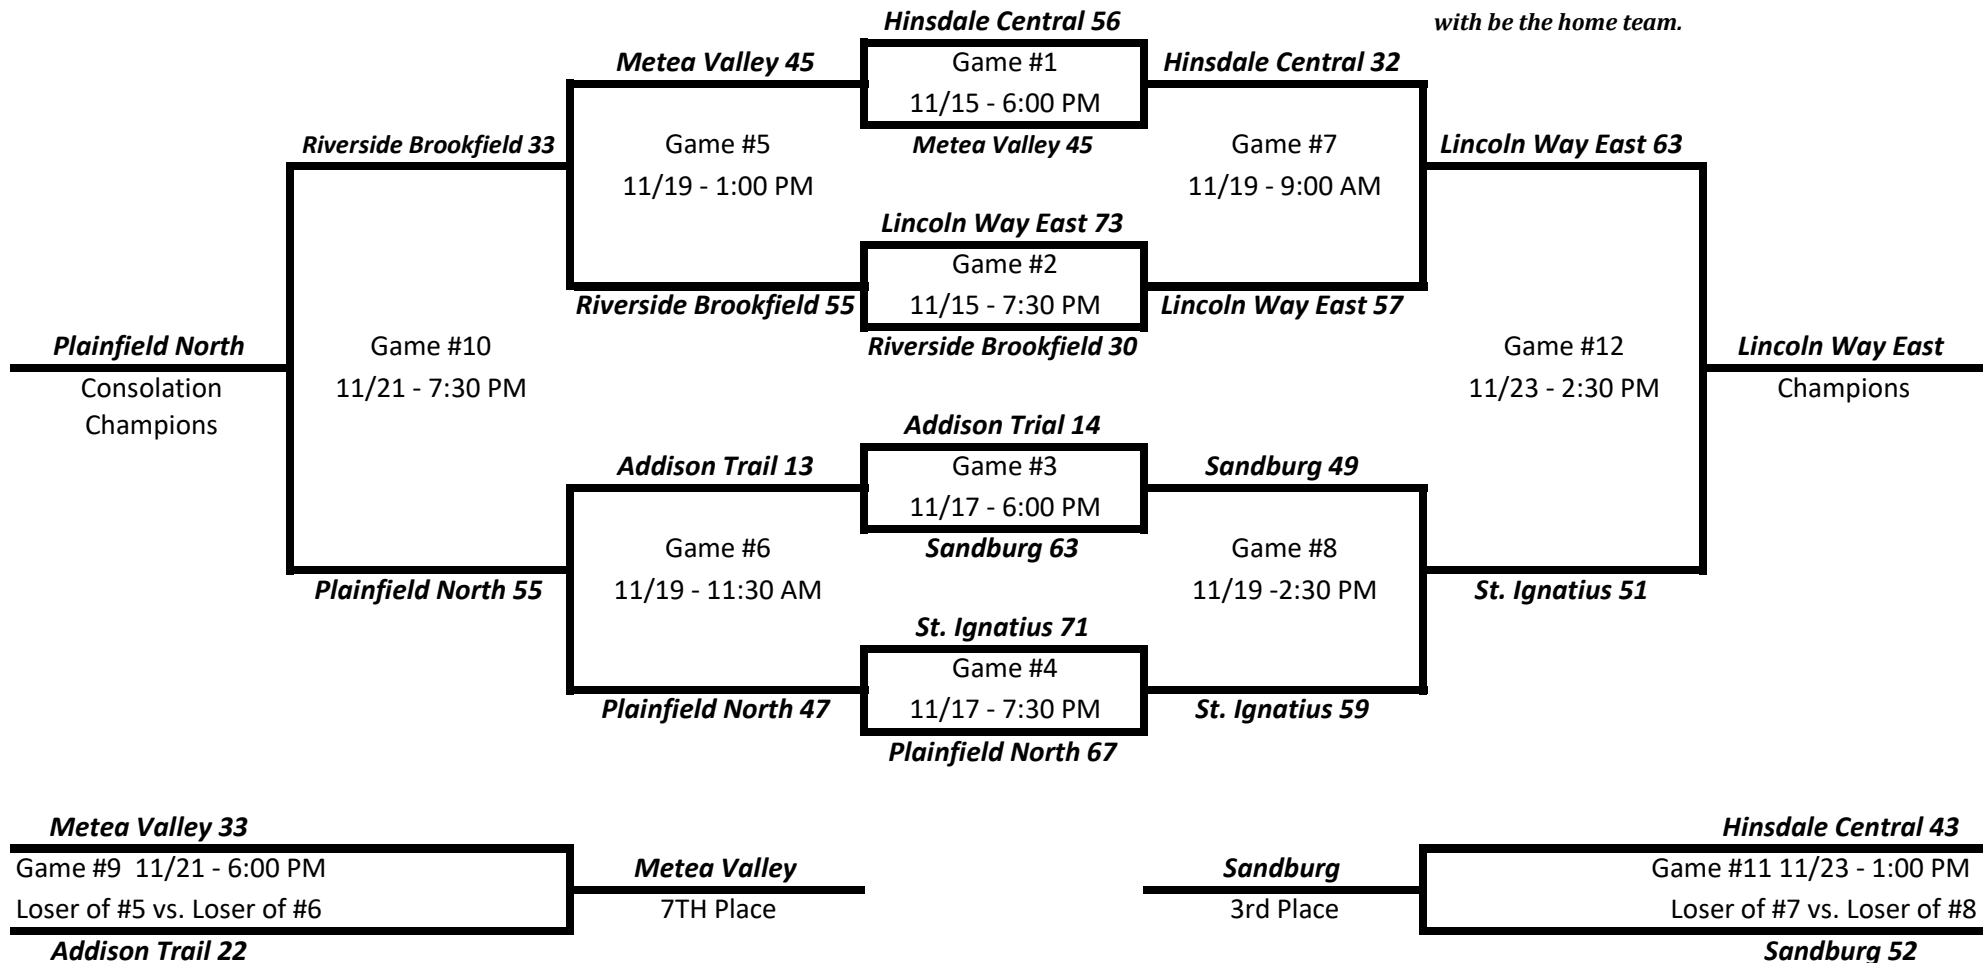 Hinsdale Central 56
with be the home team.
Metea Valley 45
Game #1
Hinsdale Central 32
11/15 - 6:00 PM
Riverside Brookfield 33
Game #5
Metea Valley 45
Game #7
Lincoln Way East 63
11/19 - 1:00 PM
11/19 - 9:00 AM
Lincoln Way East 73
Game #2
Riverside Brookfield 55
11/15 - 7:30 PM
Lincoln Way East 57
Plainfield North
Game #10
Riverside Brookfield 30
Game #12
Lincoln Way East
Consolation
11/21 - 7:30 PM
11/23 - 2:30 PM
Champions
Champions
Addison Trial 14
Addison Trail 13
Game #3
Sandburg 49
11/17 - 6:00 PM
Game #6
Sandburg 63
Game #8
Plainfield North 55
11/19 - 11:30 AM
11/19 -2:30 PM
St. Ignatius 51
St. Ignatius 71
Game #4
Plainfield North 47
11/17 - 7:30 PM
St. Ignatius 59
Plainfield North 67
Metea Valley 33
Hinsdale Central 43
Game #9 11/21 - 6:00 PM
Metea Valley
Sandburg
Game #11 11/23 - 1:00 PM
Loser of #5 vs. Loser of #6
7TH Place
3rd Place
Loser of #7 vs. Loser of #8
Addison Trail 22
Sandburg 52